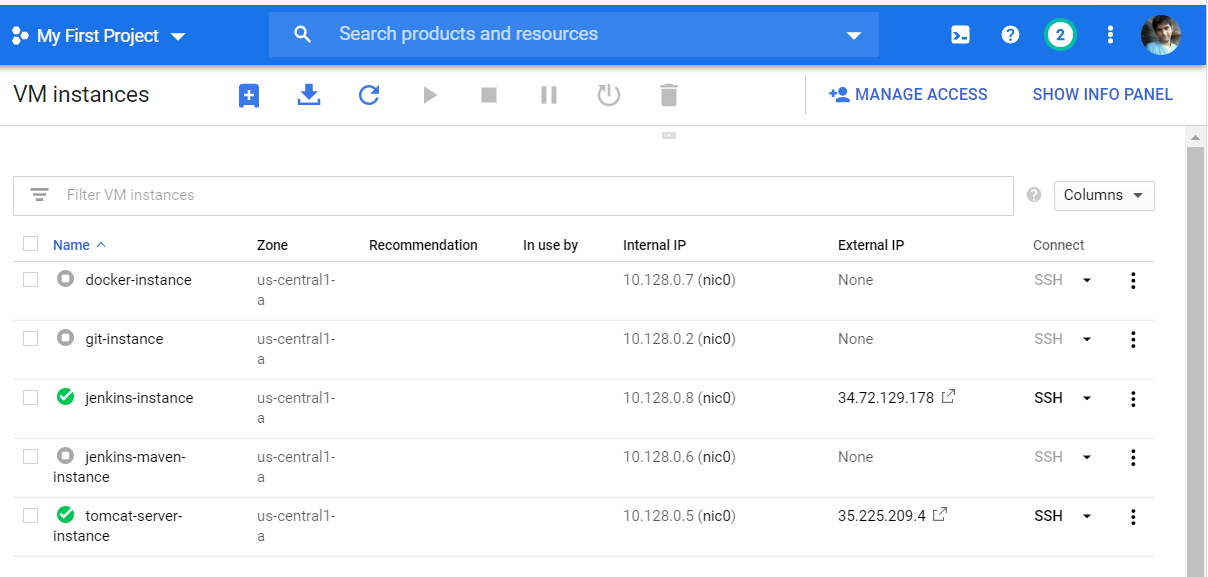 My First Project
Search products and resources
2
VM instances
MANAGE ACCESS
SHOW INFO PANEL
Filter VM instances
Columns
Name Zone Recommendation In use by Internal IP External IP Connect
docker-instance us-central1- 10.128.0.7 (nic0) None SSH
a
git-instance us-central1- 10.128.0.2 (nic0) None SSH
a
jenkins-instance us-central1- 10.128.0.8 (nic0) 34.72.129.178 SSH
a
jenkins-maven- us-central1- 10.128.0.6 (nic0) None SSH
instance a
tomcat-server- us-central1- 10.128.0.5 (nic0) 35.225.209.4 SSH
instance a